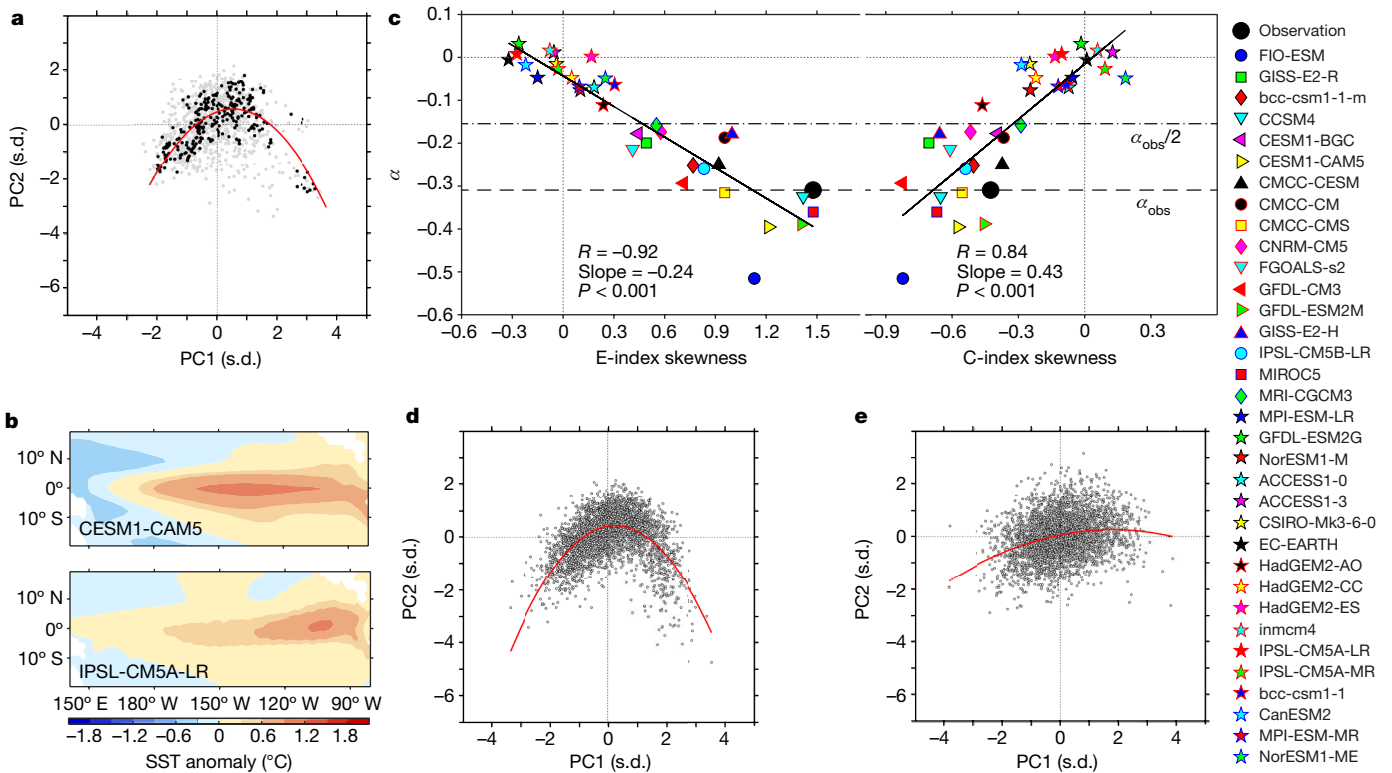 a
PC2 (s.d.)
2
0
−2
−4
−6
−4
−2
0
2
4
PC1 (s.d.)
b
10° N
0°
10° S
CESM1-CAM5
10° N
0°
10° S
IPSL-CM5A-LR
150° E
180° W
150° W
120° W
90° W
−1.8
−1.2
−0.6
0
0.6
1.2
1.8
SST anomaly (°C)
c
α
0.1
0
−0.1
−0.2
−0.3
−0.4
−0.5
−0.6
R = −0.92
Slope = −0.24
P < 0.001
−0.6
−0.3
0
0.3
0.6
0.9
1.2
1.5
E-index skewness
αobs/2
αobs
R = 0.84
Slope = 0.43
P < 0.001
−0.9
−0.6
−0.3
0
0.3
C-index skewness
d
PC2 (s.d.)
2
0
−2
−4
−6
−4
−2
0
2
4
PC1 (s.d.)
e
PC2 (s.d.)
2
0
−2
−4
−6
−4
−2
0
2
4
PC1 (s.d.)
Observation
FIO-ESM
GISS-E2-R
bcc-csm1-1-m
CCSM4
CESM1-BGC
CESM1-CAM5
CMCC-CESM
CMCC-CM
CMCC-CMS
CNRM-CM5
FGOALS-s2
GFDL-CM3
GFDL-ESM2M
GISS-E2-H
IPSL-CM5B-LR
MIROC5
MRI-CGCM3
MPI-ESM-LR
GFDL-ESM2G
NorESM1-M
ACCESS1-0
ACCESS1-3
CSIRO-Mk3-6-0
EC-EARTH
HadGEM2-AO
HadGEM2-CC
HadGEM2-ES
inmcm4
IPSL-CM5A-LR
IPSL-CM5A-MR
bcc-csm1-1
CanESM2
MPI-ESM-MR
NorESM1-ME